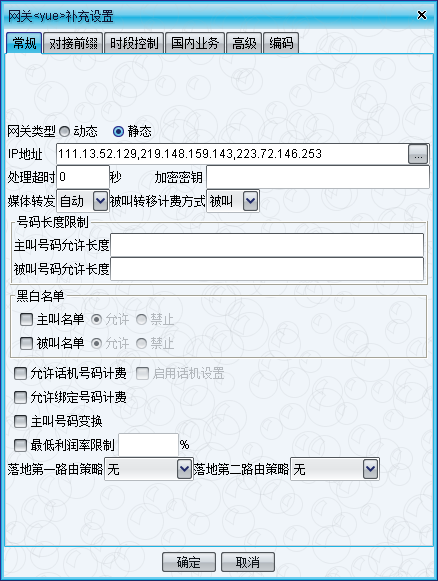 网关<yue>补充设置
常规 对接前缀 时段控制 国内业务 高级 编码
网关类型 动态 静态
IP地址 111.13.52.129,219.148.159.143,223.72.146.253 ...
处理超时 0 秒 加密密钥
媒体转发 自动 被叫转移计费方式 被叫
号码长度限制
主叫号码允许长度
被叫号码允许长度
黑白名单
主叫名单 允许 禁止
被叫名单 允许 禁止
允许话机号码计费 启用话机设置
允许绑定号码计费
主叫号码变换
最低利润率限制 %
落地第一路由策略 无 落地第二路由策略 无
确定 取消